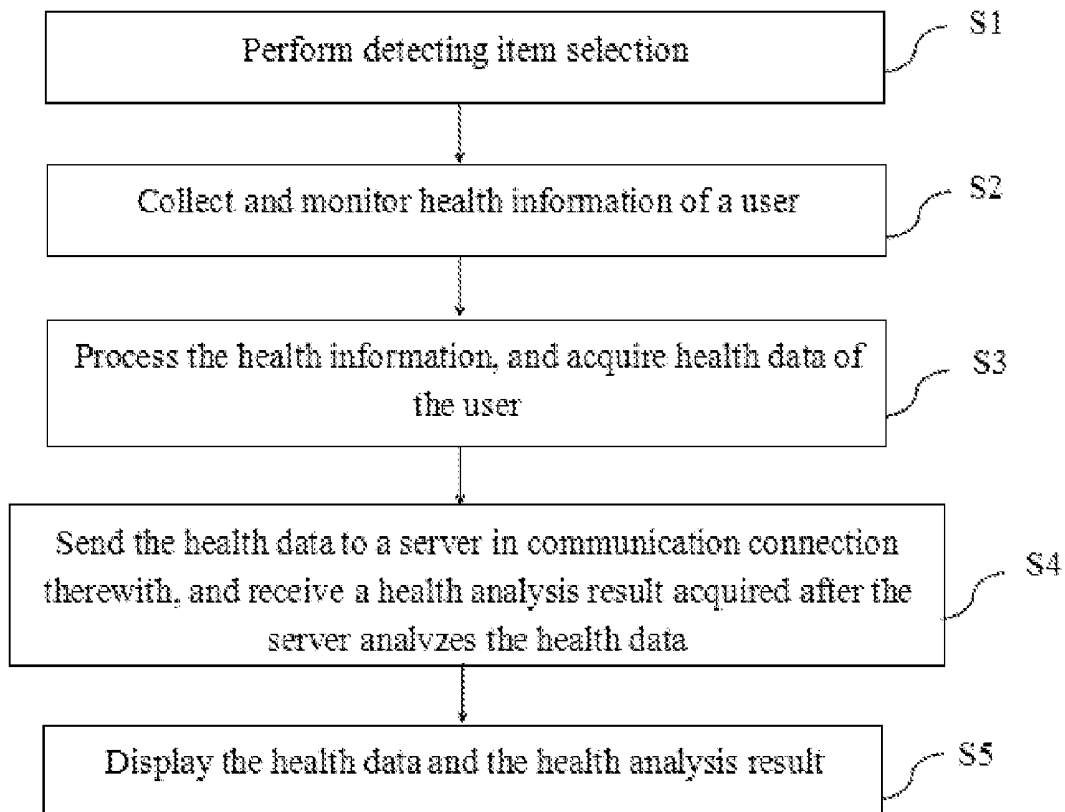 Perform detecting item selection
S1
Collect and monitor health information of a user
S2
Process the health information, and acquire health data of
the user
S3
Send the health data to a server in communication connection
therewith, and receive a health analysis result acquired after the
server analyzes the health data
S4
Display the health data and the health analysis result
S5